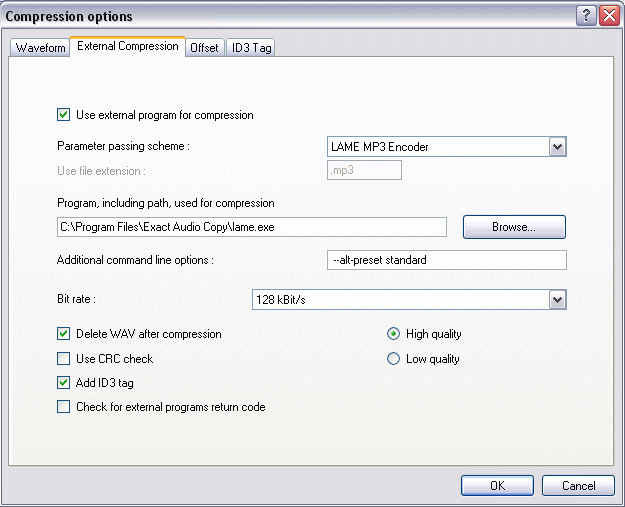 Compression options
Waveform External Compression Offset ID3 Tag
Use external program for compression
Parameter passing scheme : LAME MP3 Encoder
Use file extension : .mp3
Program, including path, used for compression
C:\Program Files\Exact Audio Copy\lame.exe Browse...
Additional command line options : --alt-preset standard
Bit rate : 128 kBit/s
Delete WAV after compression High quality
Use CRC check Low quality
Add ID3 tag
Check for external programs return code
OK Cancel